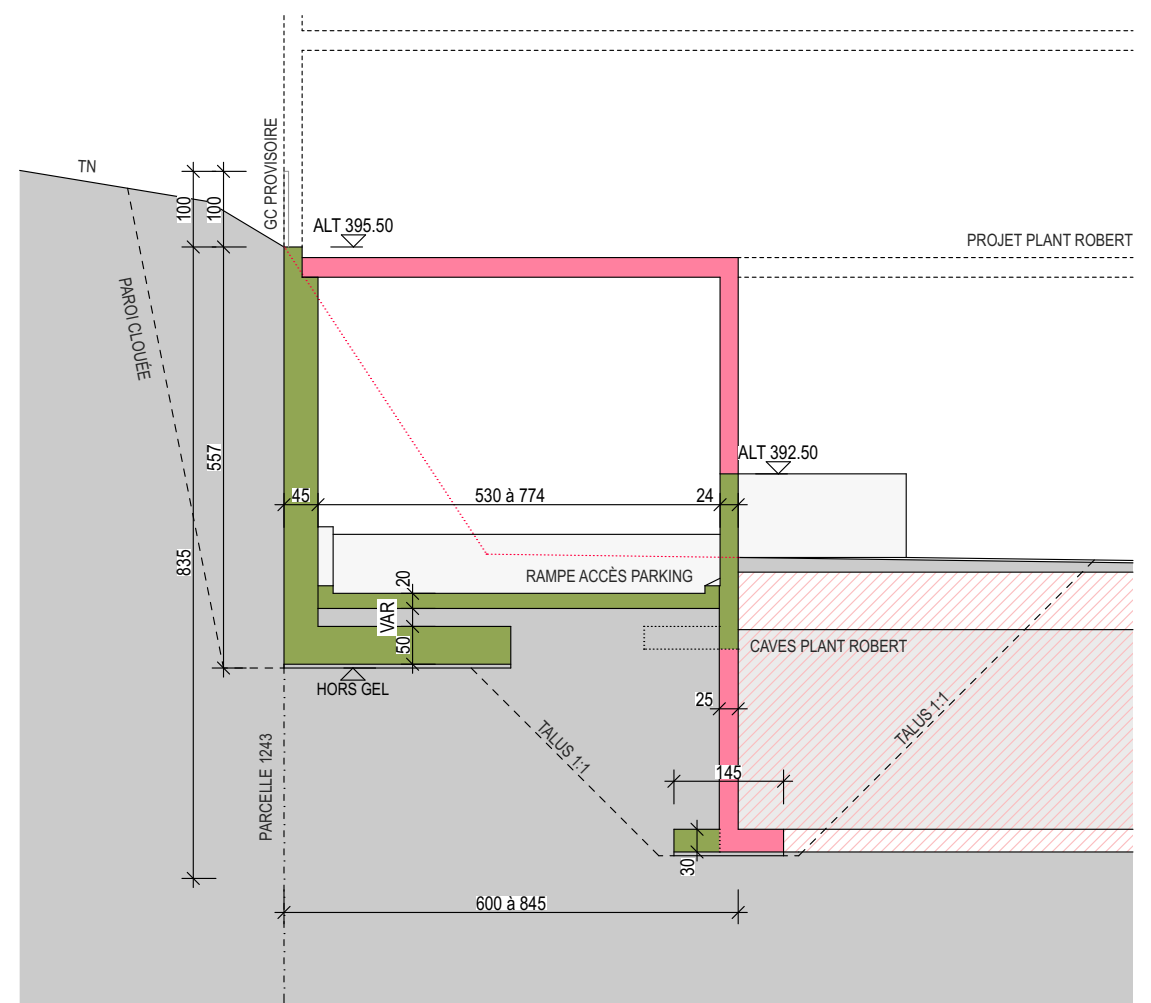 TN
GC PROVISOIRE
100
100
ALT 395.50
PROJET PLANT ROBERT
PAROI CLOUÉE
557
ALT 392.50
45
530 à 774
24
835
RAMPE ACCÈS PARKING
20
VAR
50
CAVES PLANT ROBERT
HORS GEL
25
TALUS 1:1
TALUS 1:1
PARCELLE 1243
145
30
600 à 845